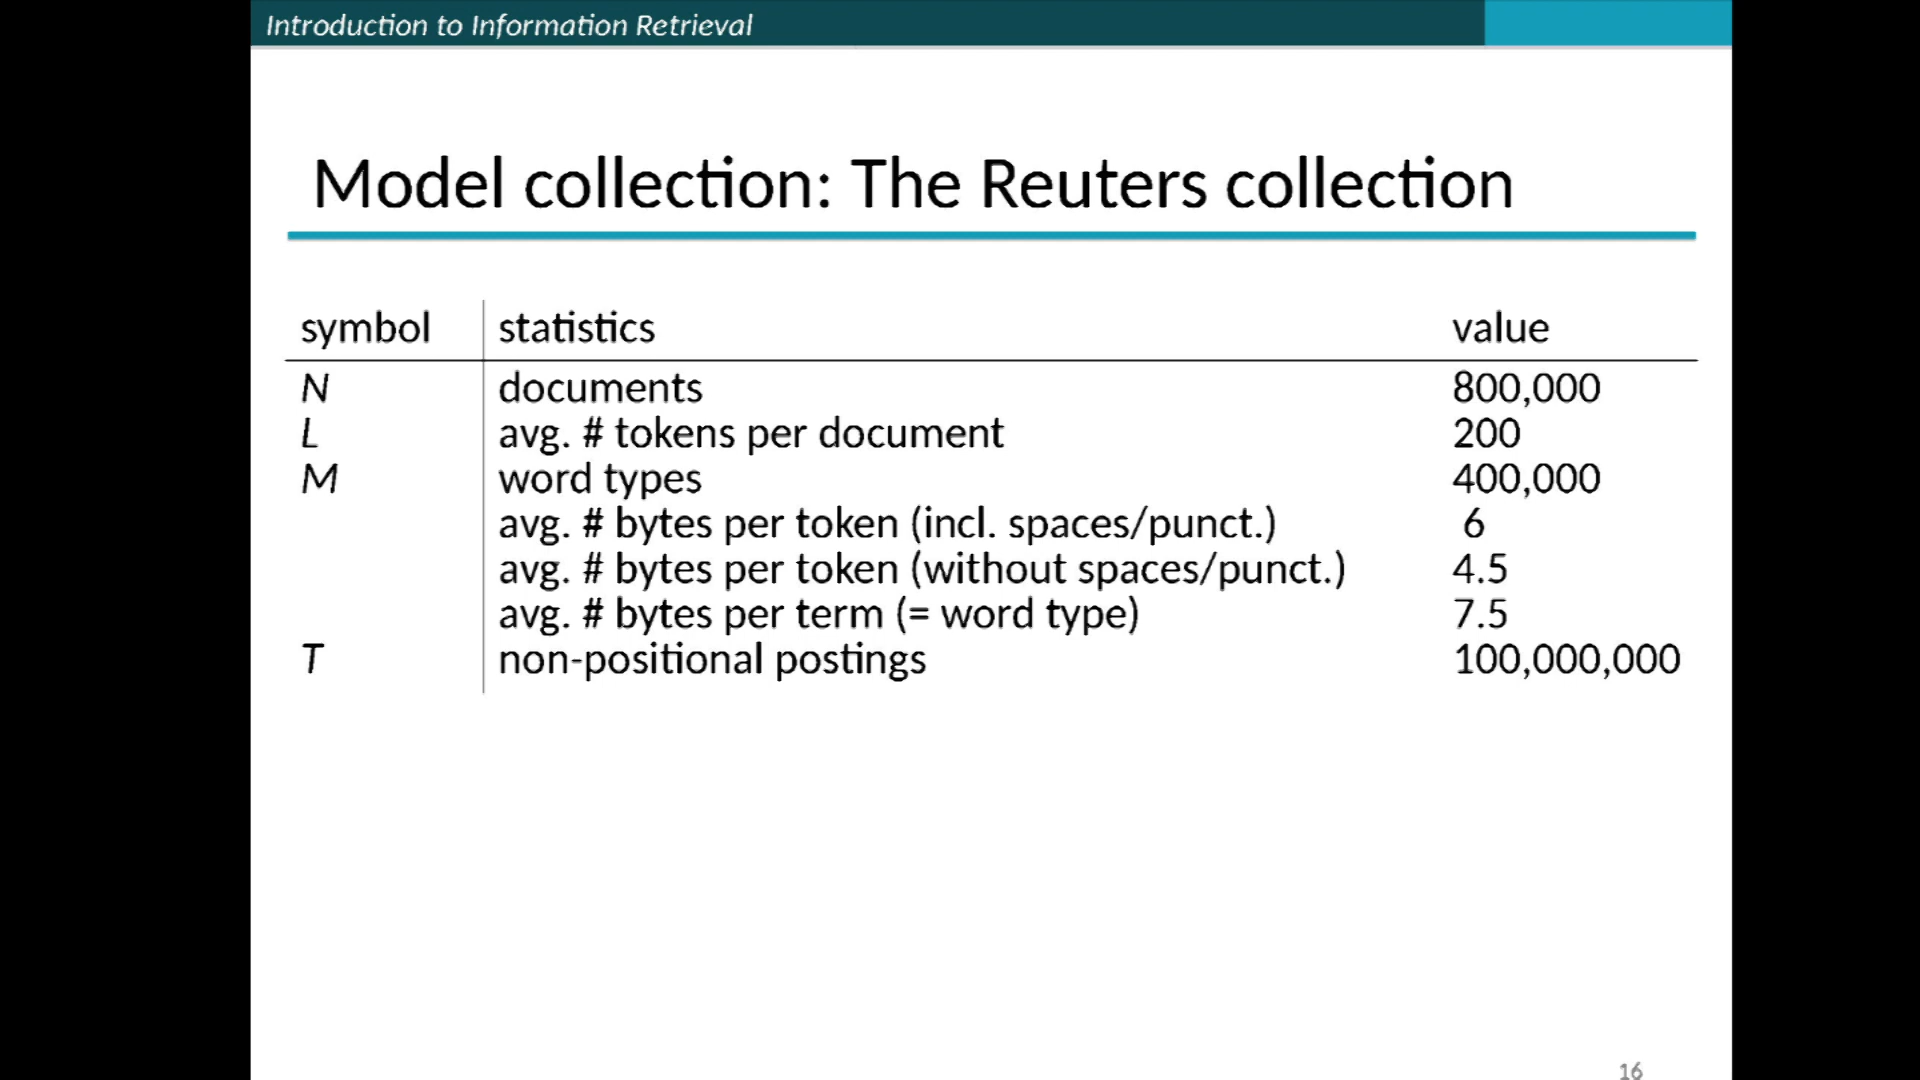 Introduction to Information Retrieval
Model collection: The Reuters collection
symbol statistics value
N documents 800,000
L avg. # tokens per document 200
M word types 400,000
avg. # bytes per token (incl. spaces/punct.) 6
avg. # bytes per token (without spaces/punct.) 4.5
avg. # bytes per term (= word type) 7.5
T non-positional postings 100,000,000
16